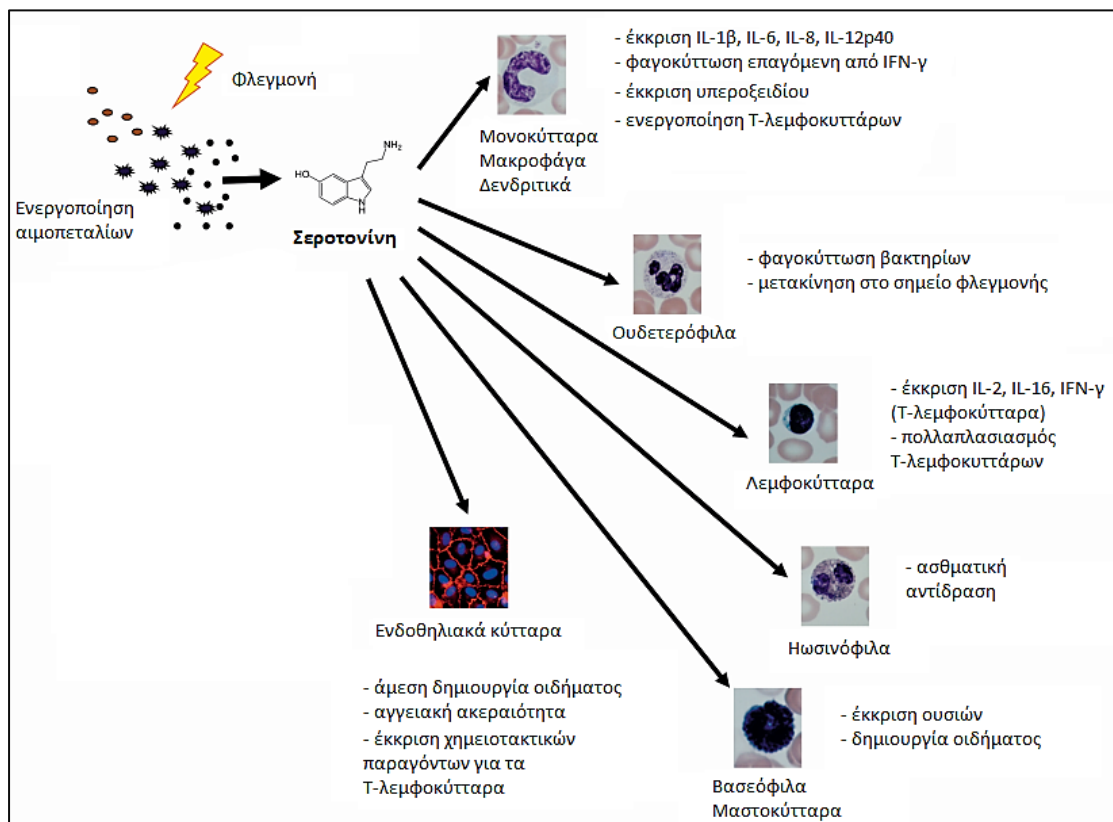 Φλεγμονή
Ενεργοποίηση
αιμοπεταλίων
HO
NH2
N
H
Σεροτονίνη
Μονοκύτταρα
Μακροφάγα
Δενδριτικά
- έκκριση IL-1β, IL-6, IL-8, IL-12p40
- φαγοκύττωση επαγόμενη από IFN-γ
- έκκριση υπεροξειδίου
- ενεργοποίηση Τ-λεμφοκυττάρων
Ουδετερόφιλα
- φαγοκύττωση βακτηρίων
- μετακίνηση στο σημείο φλεγμονής
Λεμφοκύτταρα
- έκκριση IL-2, IL-16, IFN-γ
(Τ-λεμφοκύτταρα)
- πολλαπλασιασμός
Τ-λεμφοκυττάρων
Ηωσινόφιλα
- ασθματική
αντίδραση
Βασεόφιλα
Μαστοκύτταρα
- έκκριση ουσιών
- δημιουργία οιδήματος
Ενδοθηλιακά κύτταρα
- άμεση δημιουργία οιδήματος
- αγγειακή ακεραιότητα
- έκκριση χημειοτακτικών
παραγόντων για τα
Τ-λεμφοκύτταρα